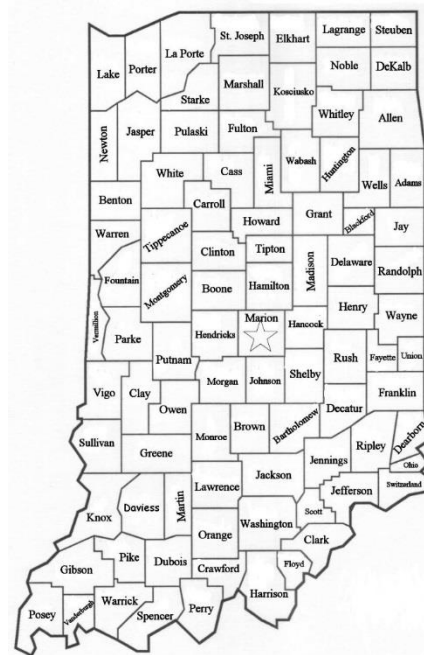 St. Joseph
Elkhart
Lagrange
Steuben
La Porte
Lake
Porter
Noble
DeKalb
Marshall
Kosciusko
Starke
Whitley
Allen
Newton
Jasper
Pulaski
Fulton
Miami
Wabash
Huntington
White
Cass
Wells
Adams
Benton
Carroll
Howard
Grant
Blackford
Jay
Warren
Tippecanoe
Clinton
Tipton
Madison
Delaware
Randolph
Fountain
Montgomery
Boone
Hamilton
Henry
Wayne
Vermillion
Parke
Putnam
Hendricks
Marion
Hancock
Rush
Fayette
Union
Shelby
Vigo
Clay
Owen
Morgan
Johnson
Franklin
Decatur
Sullivan
Greene
Monroe
Brown
Bartholomew
Dearborn
Ripley
Jennings
Ohio
Switzerland
Jefferson
Jackson
Lawrence
Knox
Daviess
Martin
Scott
Washington
Orange
Clark
Floyd
Gibson
Pike
Dubois
Crawford
Harrison
Posey
Vanderburgh
Warrick
Spencer
Perry